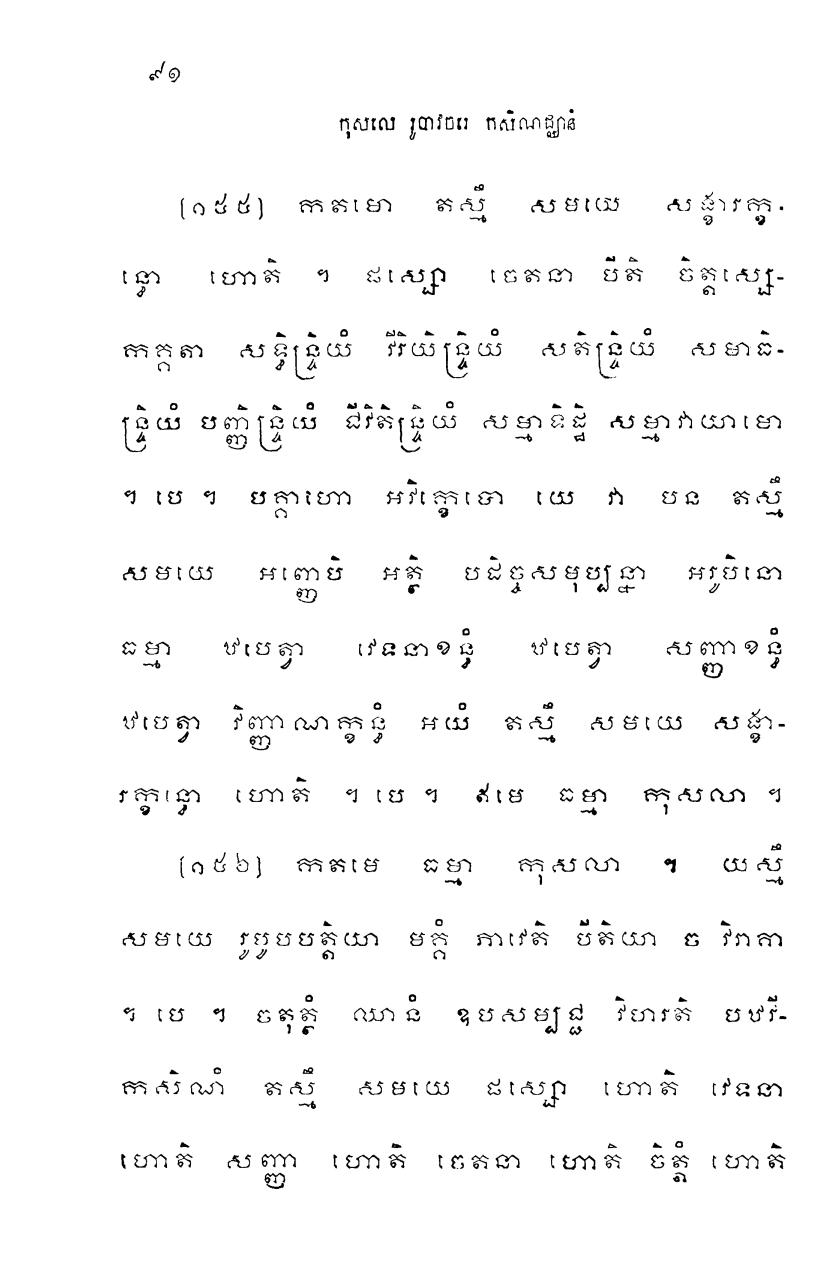 ៩១
កុសលេ រូបាវចរេ កសិណជ្ឈានំ
[១៥៥] កតមោ តស្មឹ សមយេ សង្ខារក្ខ-
ន្ធោ ហោតិ ។ ផស្សោ ចេតនា បីតិ ចិត្តស្សេ-
កគ្គតា សទ្ធិន្ទ្រិយំ វីរិយិន្ទ្រិយំ សតិន្ទ្រិយំ សមាធិ-
ន្ទ្រិយំ បញ្ញិន្ទ្រិយំ ជីវិតិន្ទ្រិយំ សម្មាទិដ្ឋិ សម្មាវាយាមោ
។ បេ ។ បគ្គាហោ អវិក្ខេបោ យេ វា បន តស្មឹ
សមយេ អញ្ញេបិ អត្ថិ បដិច្ចសមុប្បន្នា អរូបិនោ
ធម្មា ឋបេត្វា វេទនាខន្ធំ ឋបេត្វា សញ្ញាខន្ធំ
ឋបេត្វា វិញ្ញាណក្ខន្ធំ អយំ តស្មឹ សមយេ សង្ខា-
រក្ខន្ធោ ហោតិ ។ បេ ។ ឥមេ ធម្មា កុសលា ។
[១៥៦] កតមេ ធម្មា កុសលា ។ យស្មឹ
សមយេ រូបូបបត្តិយា មគ្គំ ភាវេតិ បីតិយា ច វិរាគា
។ បេ ។ ចតុត្ថំ ឈានំ ឧបសម្បជ្ជ វិហរតិ បឋវី-
កសិណំ តស្មឹ សមយេ ផស្សោ ហោតិ វេទនា
ហោតិ សញ្ញា ហោតិ ចេតនា ហោតិ ចិត្តំ ហោតិ